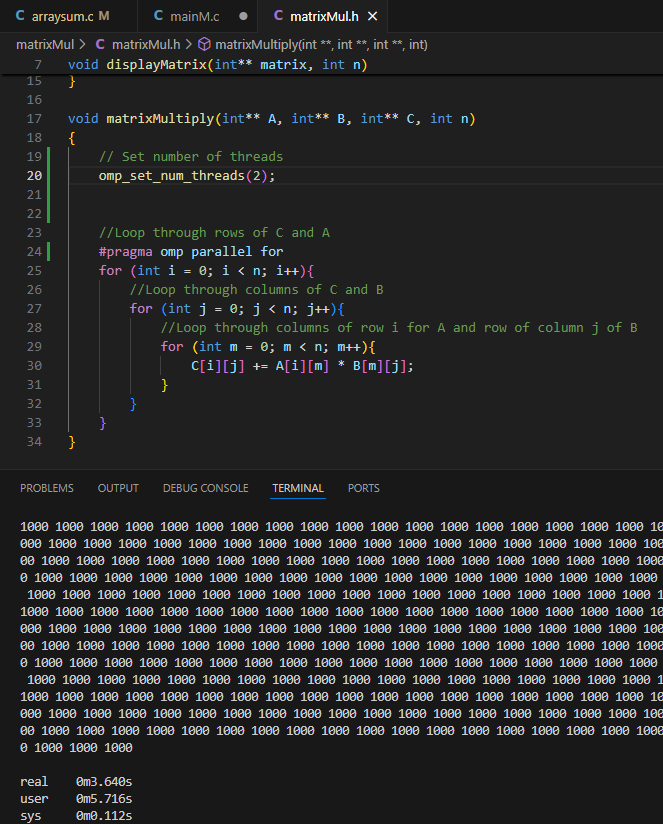 C arraysum.c M C mainM.c ● C matrixMul.h ×
matrixMul > C matrixMul.h > matrixMultiply(int **, int **, int **, int)
7 void displayMatrix(int** matrix, int n)
15 }
16
17 void matrixMultiply(int** A, int** B, int** C, int n)
18 {
19 // Set number of threads
20 omp_set_num_threads(2);
21
22
23 //Loop through rows of C and A
24 #pragma omp parallel for
25 for (int i = 0; i < n; i++){
26 //Loop through columns of C and B
27 for (int j = 0; j < n; j++){
28 //Loop through columns of row i for A and row of column j of B
29 for (int m = 0; m < n; m++){
30 C[i][j] += A[i][m] * B[m][j];
31 }
32 }
33 }
34 }
PROBLEMS OUTPUT DEBUG CONSOLE TERMINAL PORTS
1000 1000 1000 1000 1000 1000 1000 1000 1000 1000 1000 1000 1000 1000 1000 1000 1000 1000 10
000 1000 1000 1000 1000 1000 1000 1000 1000 1000 1000 1000 1000 1000 1000 1000 1000 1000 100
00 1000 1000 1000 1000 1000 1000 1000 1000 1000 1000 1000 1000 1000 1000 1000 1000 1000 1000
0 1000 1000 1000 1000 1000 1000 1000 1000 1000 1000 1000 1000 1000 1000 1000 1000 1000 1000
1000 1000 1000 1000 1000 1000 1000 1000 1000 1000 1000 1000 1000 1000 1000 1000 1000 1000 1
1000 1000 1000 1000 1000 1000 1000 1000 1000 1000 1000 1000 1000 1000 1000 1000 1000 1000 10
000 1000 1000 1000 1000 1000 1000 1000 1000 1000 1000 1000 1000 1000 1000 1000 1000 1000 100
00 1000 1000 1000 1000 1000 1000 1000 1000 1000 1000 1000 1000 1000 1000 1000 1000 1000 1000
0 1000 1000 1000 1000 1000 1000 1000 1000 1000 1000 1000 1000 1000 1000 1000 1000 1000 1000
1000 1000 1000 1000 1000 1000 1000 1000 1000 1000 1000 1000 1000 1000 1000 1000 1000 1000 1
1000 1000 1000 1000 1000 1000 1000 1000 1000 1000 1000 1000 1000 1000 1000 1000 1000 1000 10
000 1000 1000 1000 1000 1000 1000 1000 1000 1000 1000 1000 1000 1000 1000 1000 1000 1000 100
00 1000 1000 1000 1000 1000 1000 1000 1000 1000 1000 1000 1000 1000 1000 1000 1000 1000 1000
0 1000 1000 1000
real 0m3.640s
user 0m5.716s
sys 0m0.112s